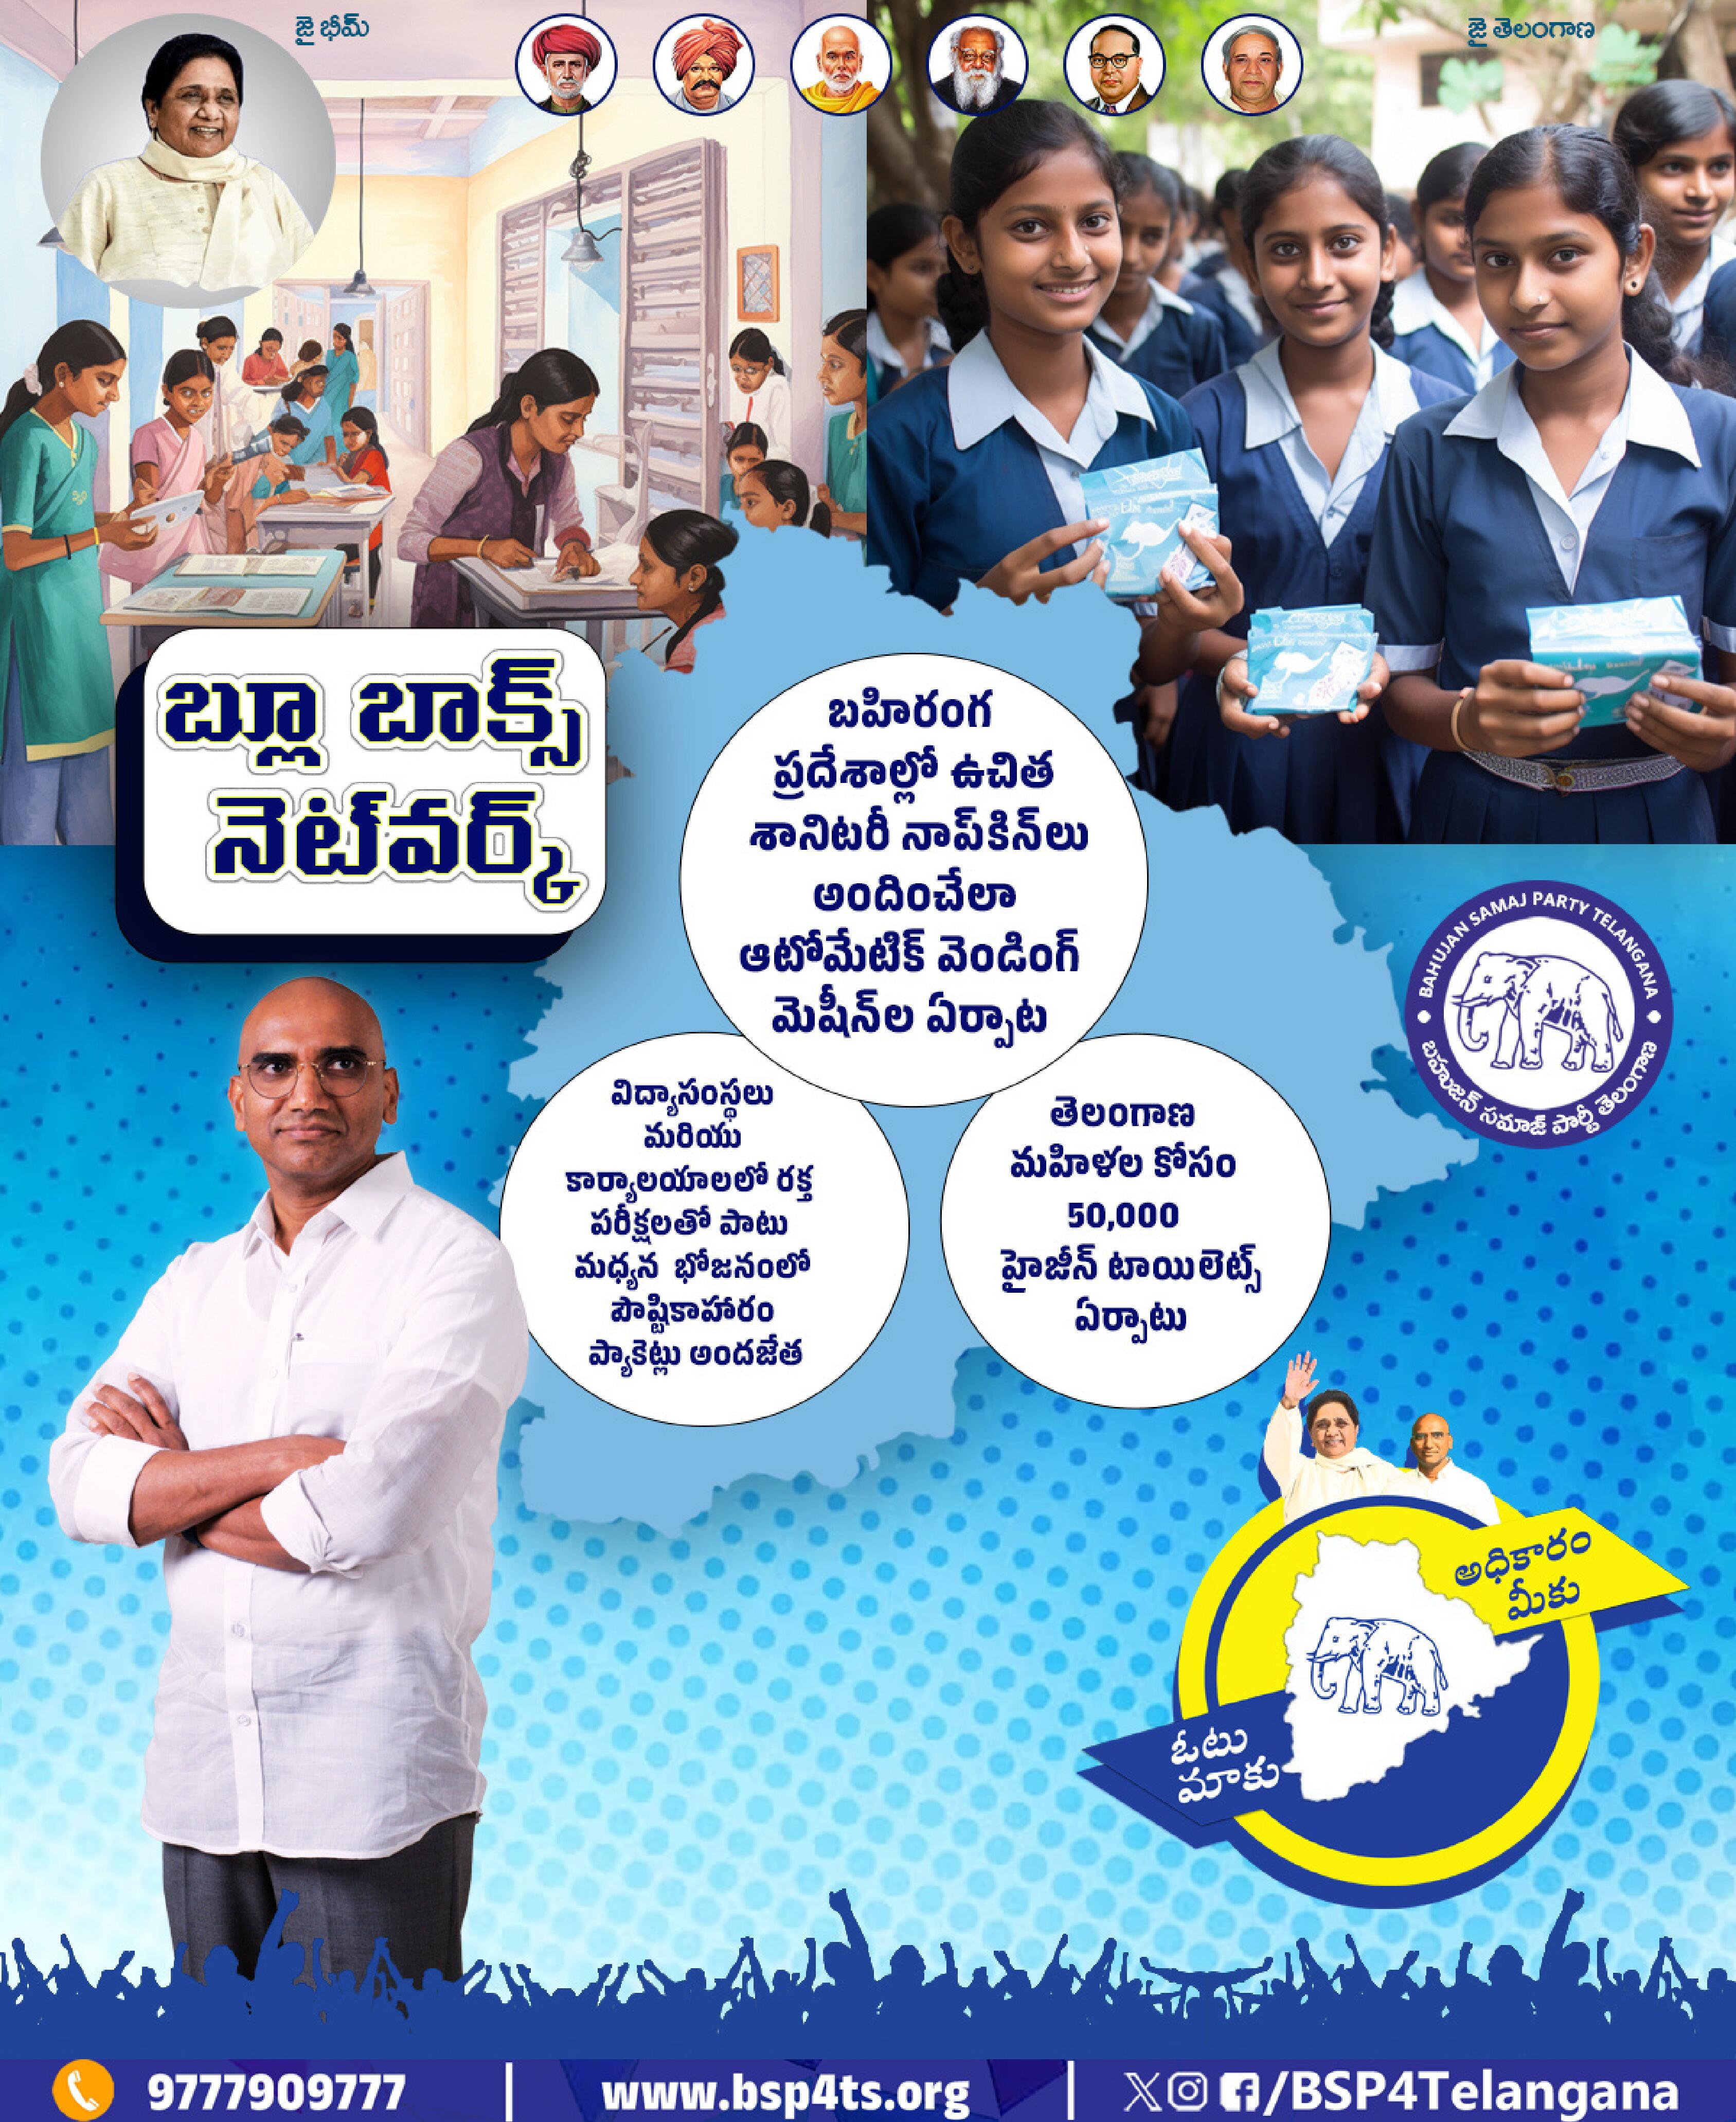 జై భీమ్
జై తెలంగాణ
బ్లూ బాక్స్
నెట్‌వర్క్
బహిరంగ
ప్రదేశాల్లో ఉచిత
శానిటరీ నాప్‌కిన్‌లు
అందించేలా
ఆటోమేటిక్ వెండింగ్
మెషీన్‌ల ఏర్పాట
విద్యాసంస్థలు
మరియు
కార్యాలయాలలో రక్త
పరీక్షలతో పాటు
మధ్యన భోజనంలో
పౌష్టికాహారం
ప్యాకెట్లు అందజేత
తెలంగాణ
మహిళల కోసం
50,000
హైజీన్ టాయిలెట్స్
ఏర్పాటు
BAHUJAN SAMAJ PARTY TELANGANA
బహుజన్ సమాజ్ పార్టీ తెలంగాణ
అధికారం
మీకు
ఓటు
మాకు
9777909777 | www.bsp4ts.org | /BSP4Telangana